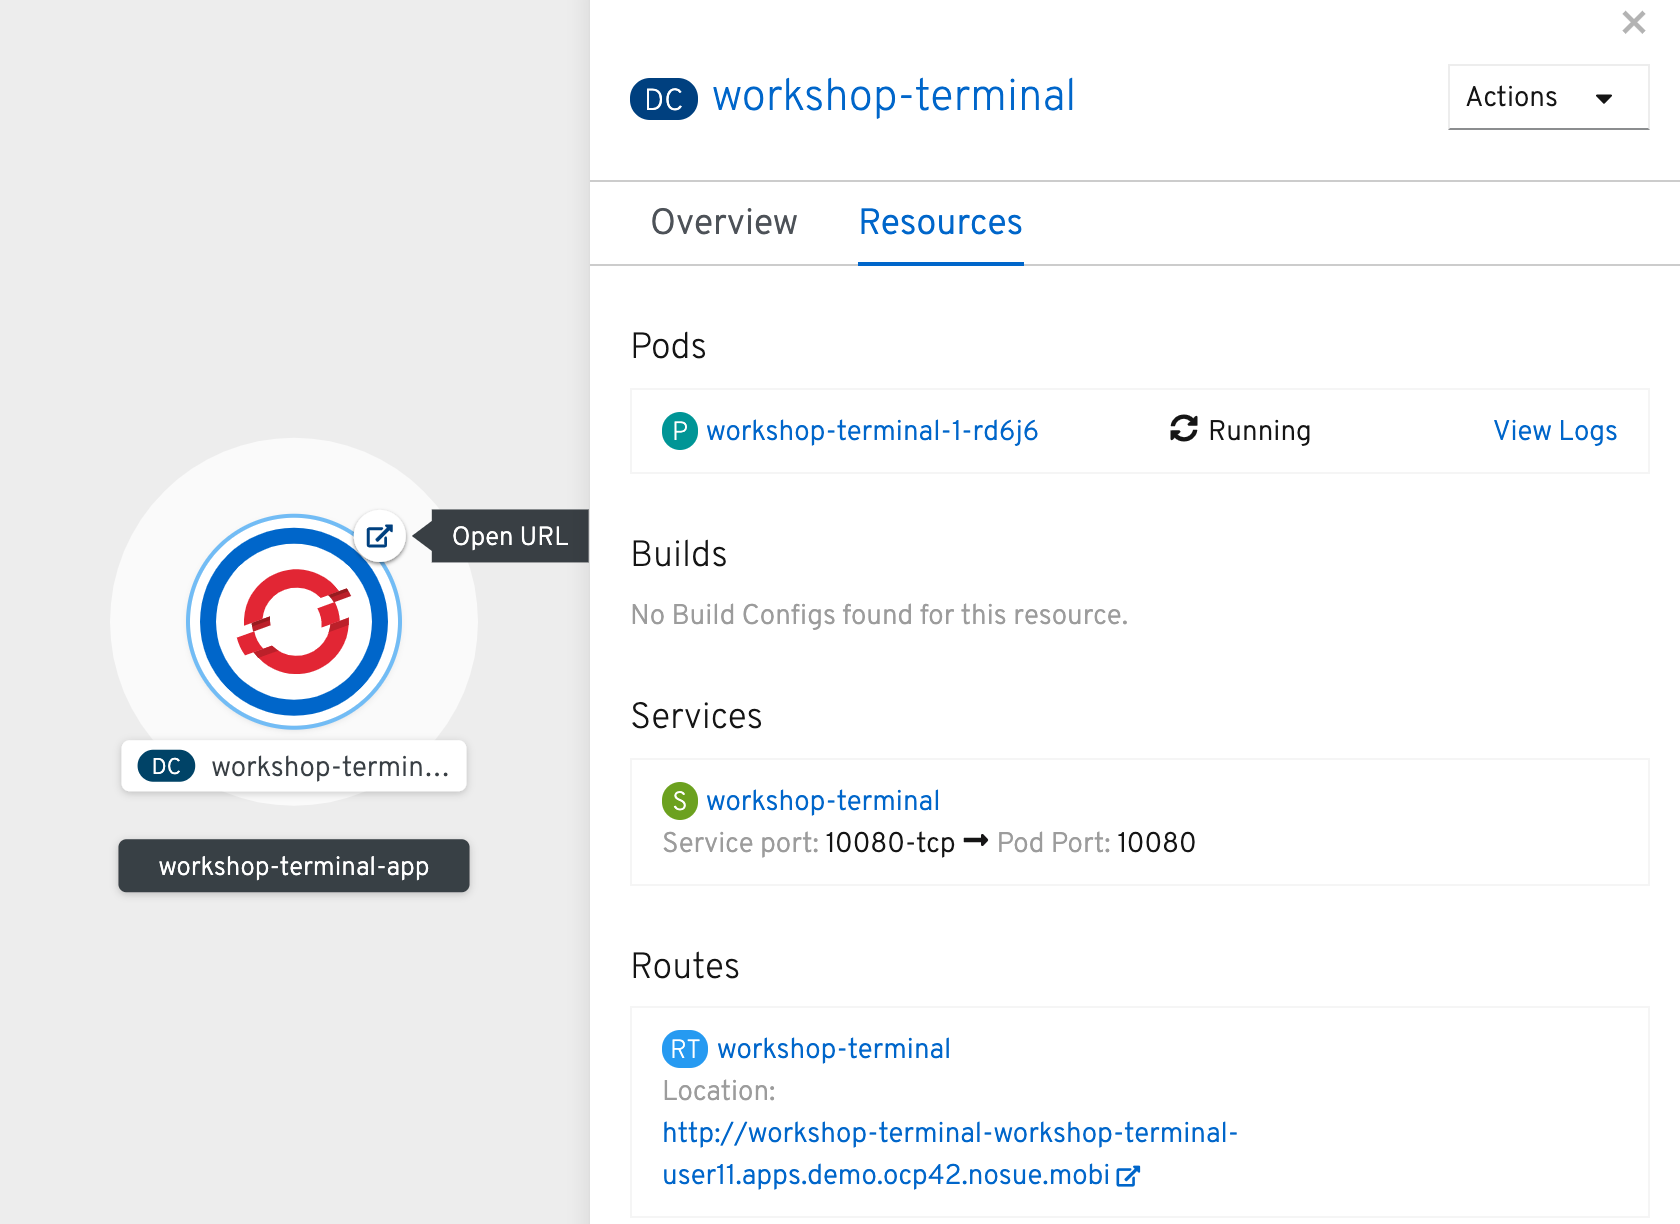 DC workshop-terminal
Actions
Overview Resources
Pods
P workshop-terminal-1-rd6j6 Running View Logs
Open URL
Builds
No Build Configs found for this resource.
Services
DC workshop-termin...
S workshop-terminal
Service port: 10080-tcp → Pod Port: 10080
workshop-terminal-app
Routes
RT workshop-terminal
Location:
http://workshop-terminal-workshop-terminal-
user11.apps.demo.ocp42.nosue.mobi